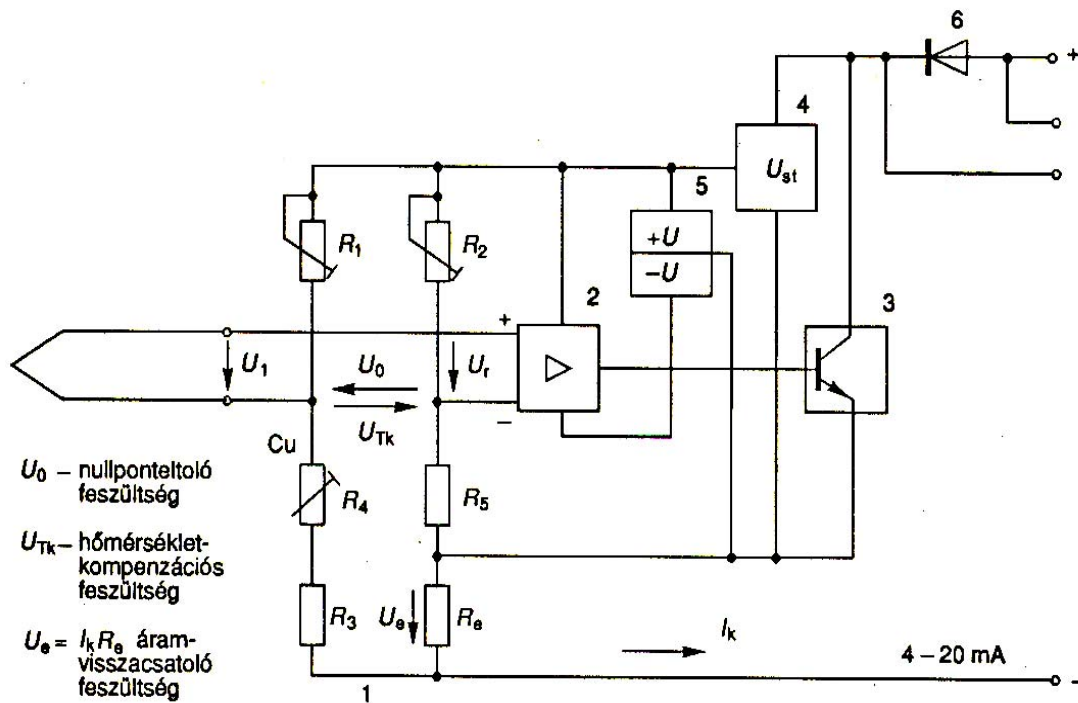 6
+
4
U_st
5
+U
−U
R_1
R_2
2
3
+
U_1
U_0
U_r
−
U_Tk
Cu
U_0 – nullponteltoló
feszültség
R_4
R_5
U_Tk – hőmérséklet-
kompenzációs
feszültség
R_3
U_e
R_e
I_k
U_e = I_k R_e áram-
visszacsatoló
feszültség
4 – 20 mA
1
−